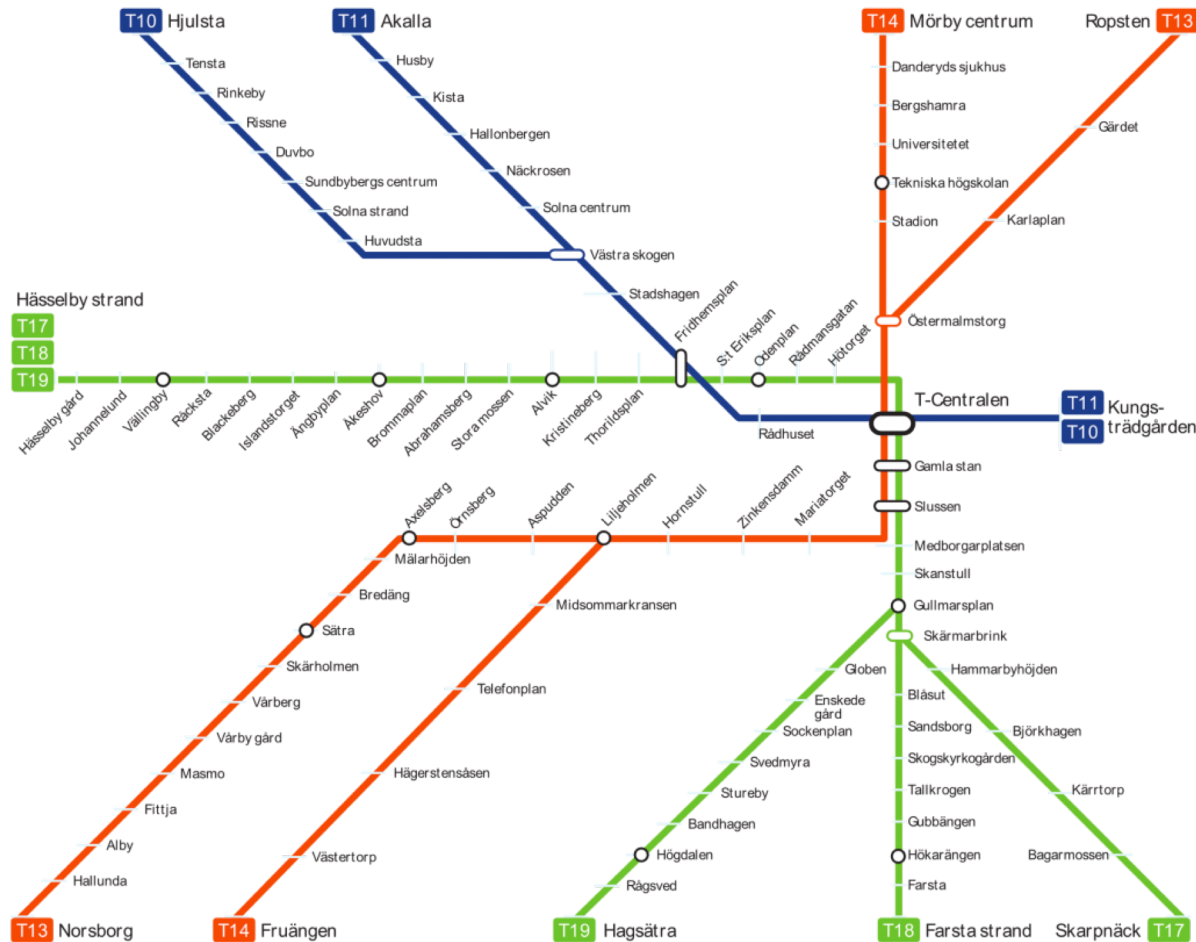 T10 Hjulsta
T11 Akalla
T14 Mörby centrum
Ropsten T13
Tensta
Rinkeby
Rissne
Duvbo
Sundbybergs centrum
Solna strand
Huvudsta
Husby
Kista
Hallonbergen
Näckrosen
Solna centrum
Västra skogen
Stadshagen
Danderyds sjukhus
Bergshamra
Universitetet
Tekniska högskolan
Stadion
Gärdet
Karlaplan
Östermalmstorg
Hässelby strand
T17
T18
T19
Hässelby gård
Johannelund
Vällingby
Råcksta
Blackeberg
Islandstorget
Ängbyplan
Åkeshov
Brommaplan
Abrahamsberg
Stora mossen
Alvik
Kristineberg
Thorildsplan
Fridhemsplan
S:t Eriksplan
Odenplan
Rådmansgatan
Hötorget
Rådhuset
T-Centralen
T11
T10
Kungs-
trädgården
Gamla stan
Slussen
Medborgarplatsen
Skanstull
Gullmarsplan
Skärmarbrink
Axelsberg
Örnsberg
Aspudden
Liljeholmen
Hornstull
Zinkensdamm
Mariatorget
Mälarhöjden
Bredäng
Sätra
Skärholmen
Vårberg
Vårby gård
Masmo
Fittja
Alby
Hallunda
Midsommarkransen
Telefonplan
Hägerstensåsen
Västertorp
Globen
Enskede
gård
Sockenplan
Svedmyra
Stureby
Bandhagen
Högdalen
Rågsved
Blåsut
Sandsborg
Skogskyrkogården
Tallkrogen
Gubbängen
Hökarängen
Farsta
Hammarbyhöjden
Björkhagen
Kärrtorp
Bagarmossen
T13 Norsborg
T14 Fruängen
T19 Hagsätra
T18 Farsta strand
Skarpnäck T17